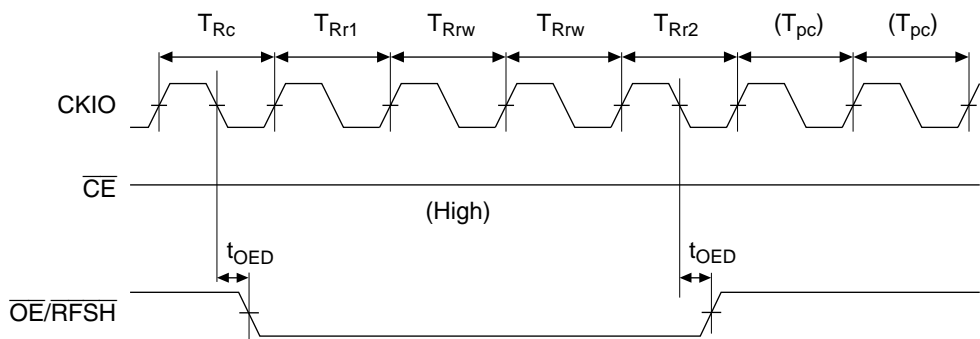 TRc TRr1 TRrw TRrw TRr2 (Tpc) (Tpc)
CKIO
CE
(High)
tOED tOED
OE/RFSH